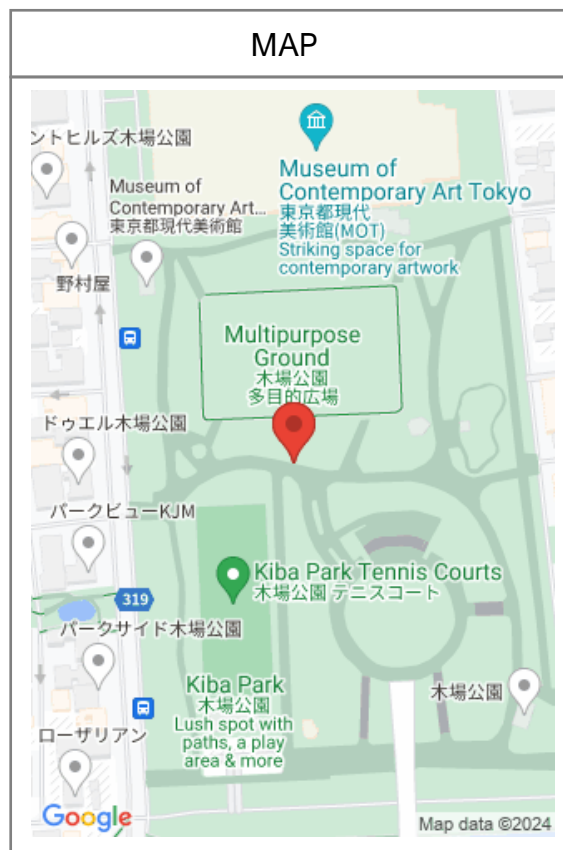 MAP
ントヒルズ木場公園
Museum of
Contemporary Art Tokyo
東京都現代
美術館(MOT)
Striking space for
contemporary artwork
Museum of
Contemporary Art...
東京都現代美術館
野村屋
Multipurpose
Ground
木場公園
多目的広場
ドゥエル木場公園
パークビューKJM
Kiba Park Tennis Courts
木場公園 テニスコート
319
パークサイド木場公園
Kiba Park
木場公園
Lush spot with
paths, a play
area & more
木場公園
ローザリアン
Google
Map data ©2024